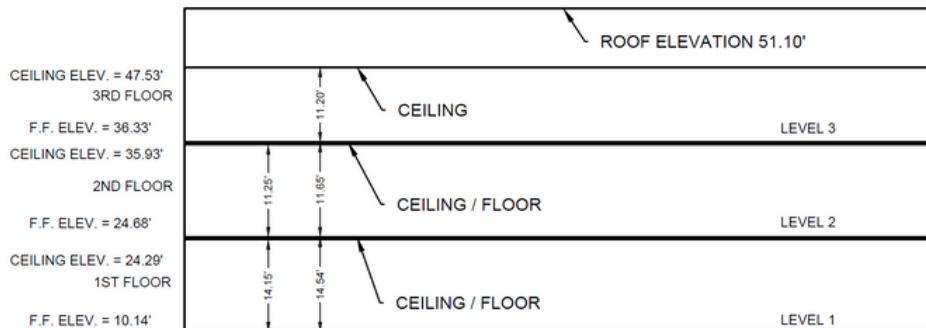 ROOF ELEVATION 51.10'
CEILING ELEV. = 47.53'
3RD FLOOR
11.20'
CEILING
F.F. ELEV. = 36.33'
LEVEL 3
CEILING ELEV. = 35.93'
2ND FLOOR
11.25'
11.65'
CEILING / FLOOR
F.F. ELEV. = 24.68'
LEVEL 2
CEILING ELEV. = 24.29'
1ST FLOOR
14.15'
14.54'
CEILING / FLOOR
F.F. ELEV. = 10.14'
LEVEL 1